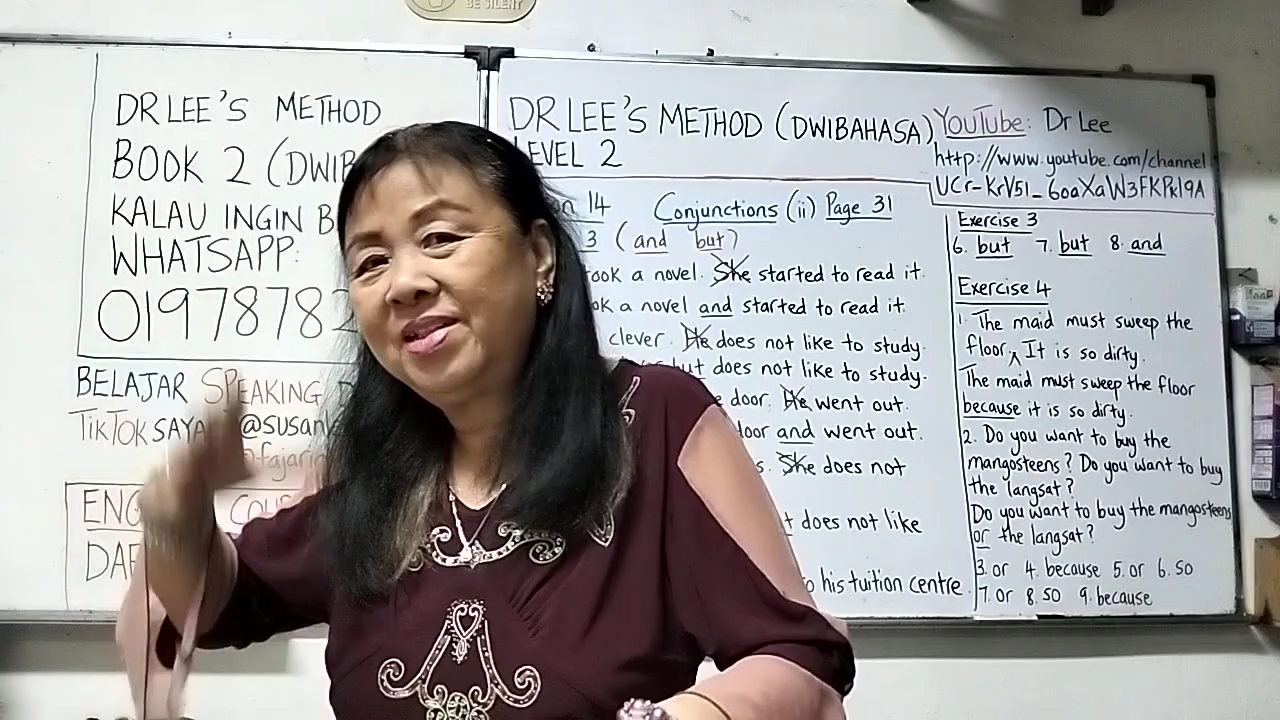 BE SILENT
DR LEE'S METHOD
BOOK 2 (DWIB
KALAU INGIN B
WHATSAPP:
01978782
BELAJAR SPEAKING
TIKTOK SAYA @susan
fajarin
ENG COU
DAF
DR LEE'S METHOD (DWIBAHASA)
LEVEL 2
YouTube: Dr Lee
http://www.youtube.com/channel
UCr-KrV5l_6oaXaW3FKPkl9A
on 14 Conjunctions (ii) Page 31
3 (and but)
took a novel. She started to read it.
ok a novel and started to read it.
clever. He does not like to study.
but does not like to study.
e door. He went out.
door and went out.
s. She does not
t does not like
o his tuition centre.
Exercise 3
6. but 7. but 8. and
Exercise 4
1. The maid must sweep the
floor. It is so dirty.
The maid must sweep the floor
because it is so dirty.
2. Do you want to buy the
mangosteens? Do you want to buy
the langsat?
Do you want to buy the mangosteens
or the langsat?
3. or 4. because 5. or 6. so
7. or 8. so 9. because